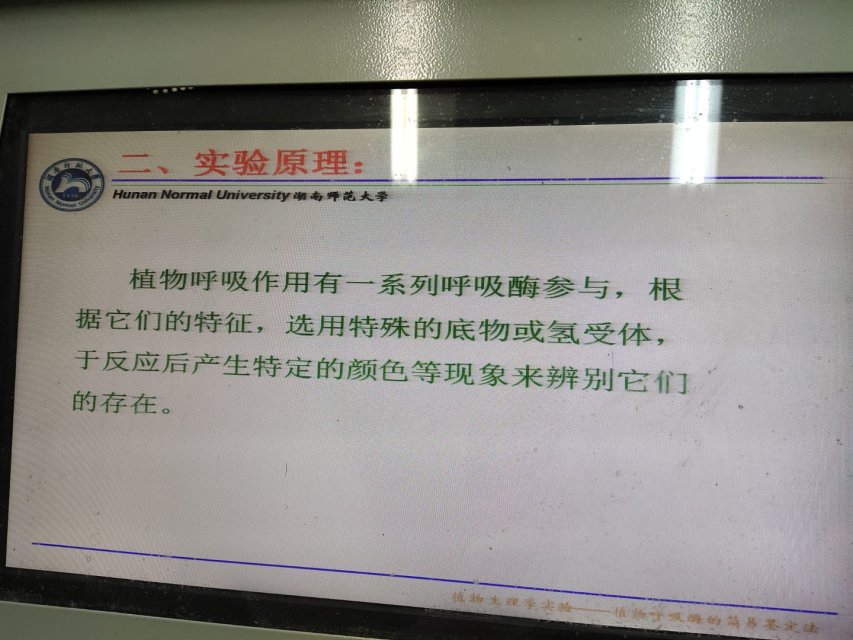 二、实验原理：
Hunan Normal University 湖南师范大学
植物呼吸作用有一系列呼吸酶参与，根
据它们的特征，选用特殊的底物或氢受体，
于反应后产生特定的颜色等现象来辨别它们
的存在。
植物生理学实验——植物呼吸酶的简易鉴定法